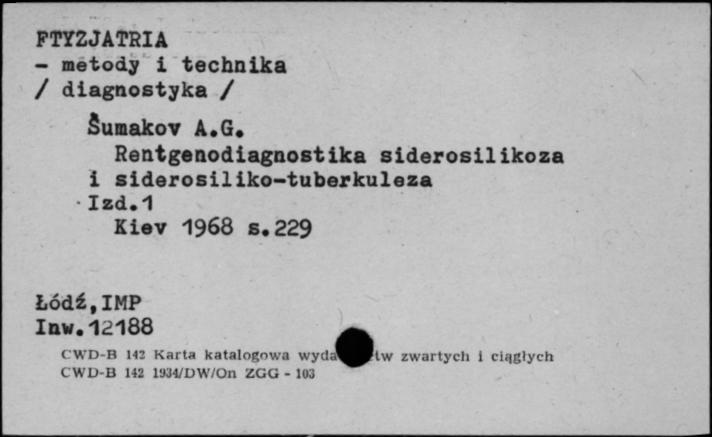 FTYZJATRIA
- metody i technika
/ diagnostyka /
Šumakov A.G.
Rentgenodiagnostika siderosilikoza
i siderosiliko-tuberkuleza
Izd.1
Kiev 1968 s.229
Łódź,IMP
Inw.12188
CWD-B 142 Karta katalogowa wyda tw zwartych i ciągłych
CWD-B 142 1934/DW/On ZGG - 103